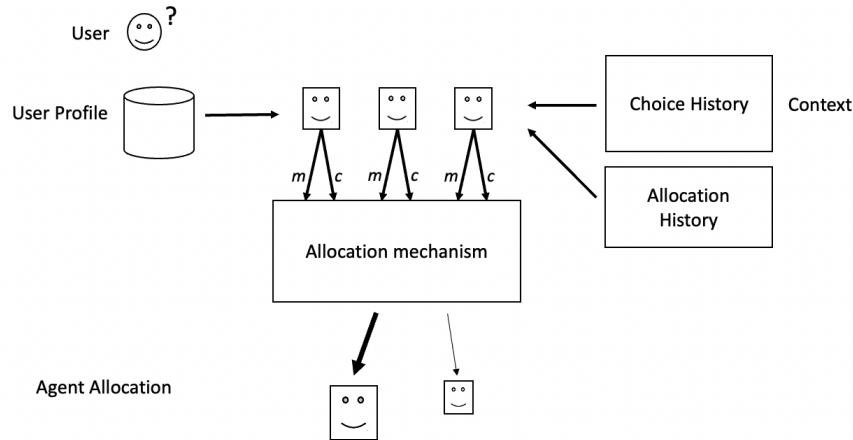 User
?
User Profile
Choice History
Context
m
c
m
c
m
c
Allocation
History
Allocation mechanism
Agent Allocation